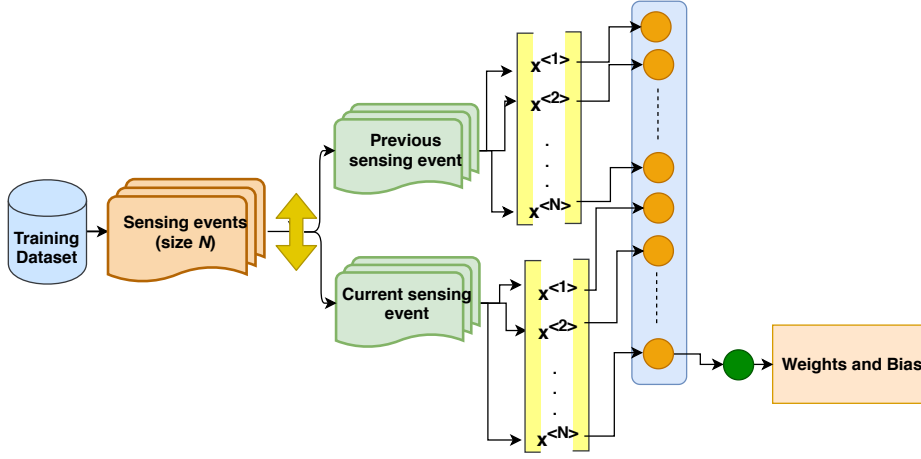 Training
Dataset
Sensing events
(size N)
Previous
sensing event
x<1>
x<2>
.
.
.
x<N>
Current sensing
event
x<1>
x<2>
.
.
.
x<N>
Weights and Bias